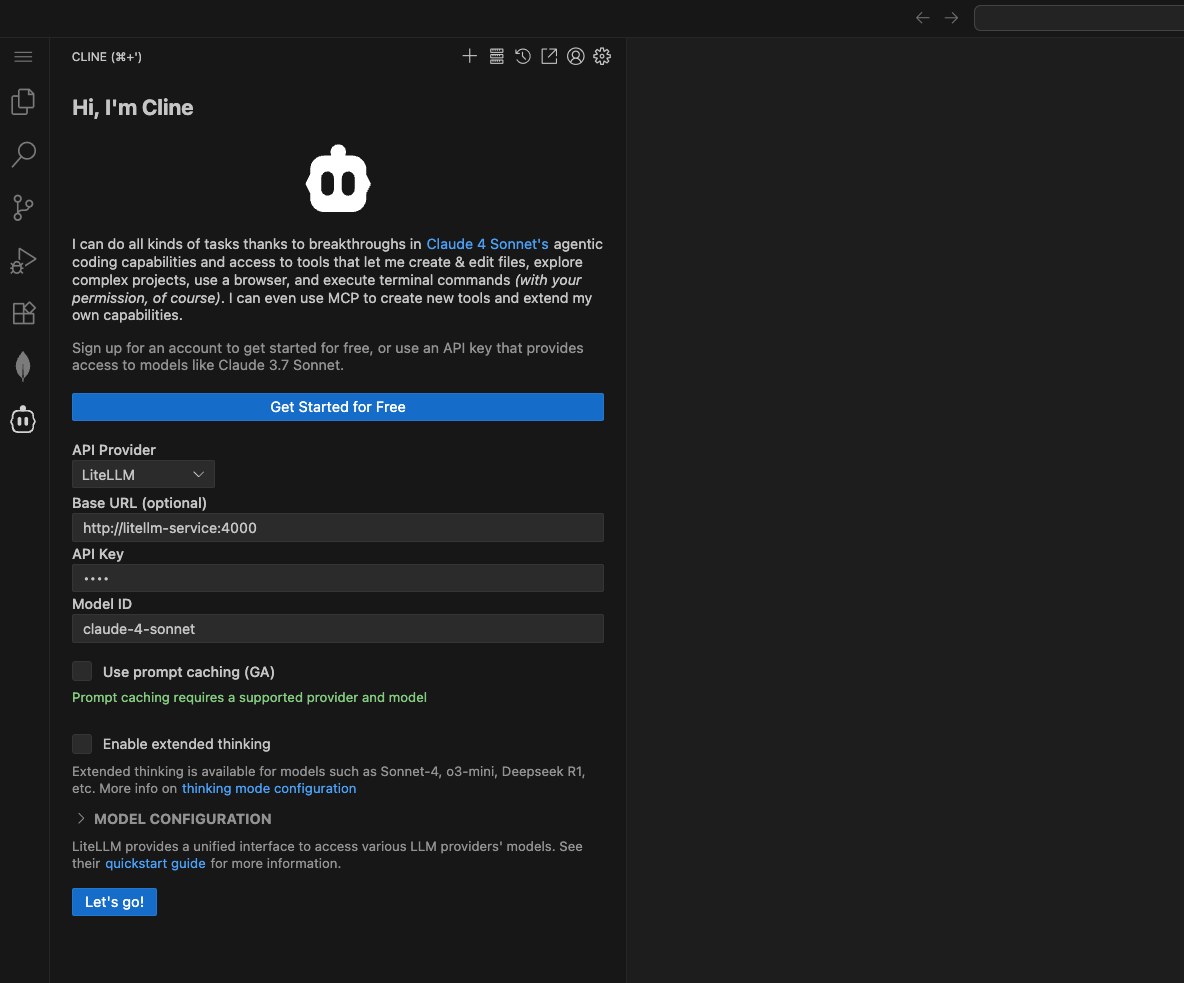 CLINE (⌘+')
Hi, I'm Cline
I can do all kinds of tasks thanks to breakthroughs in Claude 4 Sonnet's agentic
coding capabilities and access to tools that let me create & edit files, explore
complex projects, use a browser, and execute terminal commands (with your
permission, of course). I can even use MCP to create new tools and extend my
own capabilities.
Sign up for an account to get started for free, or use an API key that provides
access to models like Claude 3.7 Sonnet.
Get Started for Free
API Provider
LiteLLM
Base URL (optional)
http://litellm-service:4000
API Key
••••
Model ID
claude-4-sonnet
Use prompt caching (GA)
Prompt caching requires a supported provider and model
Enable extended thinking
Extended thinking is available for models such as Sonnet-4, o3-mini, Deepseek R1,
etc. More info on thinking mode configuration
MODEL CONFIGURATION
LiteLLM provides a unified interface to access various LLM providers' models. See
their quickstart guide for more information.
Let's go!